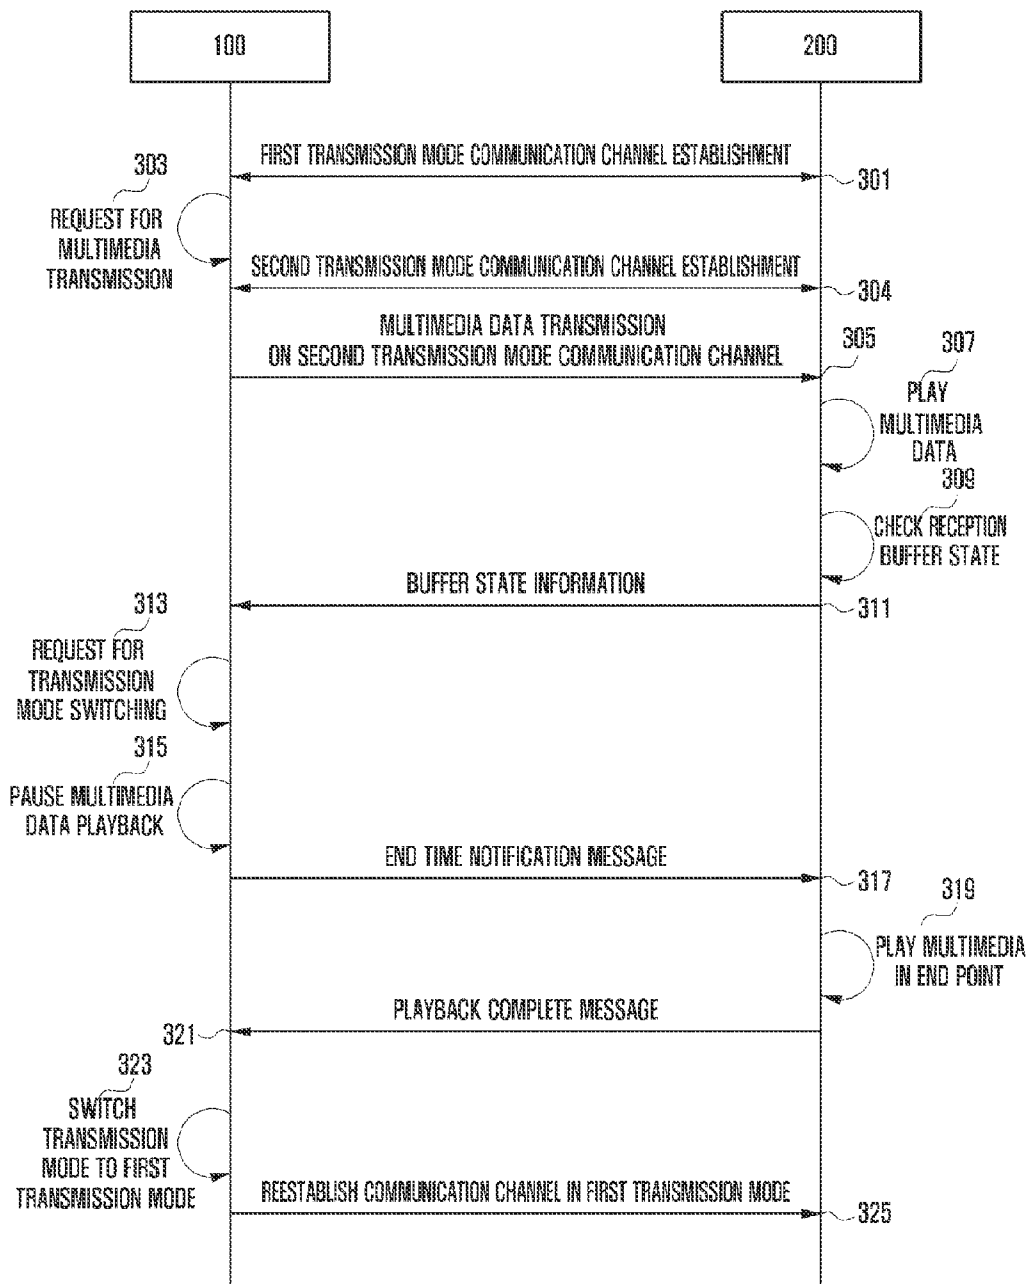 100
200
FIRST TRANSMISSION MODE COMMUNICATION CHANNEL ESTABLISHMENT
301
303
REQUEST FOR
MULTIMEDIA
TRANSMISSION
SECOND TRANSMISSION MODE COMMUNICATION CHANNEL ESTABLISHMENT
304
MULTIMEDIA DATA TRANSMISSION
ON SECOND TRANSMISSION MODE COMMUNICATION CHANNEL
305
307
PLAY
MULTIMEDIA
DATA
309
CHECK RECEPTION
BUFFER STATE
BUFFER STATE INFORMATION
311
313
REQUEST FOR
TRANSMISSION
MODE SWITCHING
315
PAUSE MULTIMEDIA
DATA PLAYBACK
END TIME NOTIFICATION MESSAGE
317
319
PLAY MULTIMEDIA
IN END POINT
PLAYBACK COMPLETE MESSAGE
321
323
SWITCH
TRANSMISSION
MODE TO FIRST
TRANSMISSION MODE
REESTABLISH COMMUNICATION CHANNEL IN FIRST TRANSMISSION MODE
325